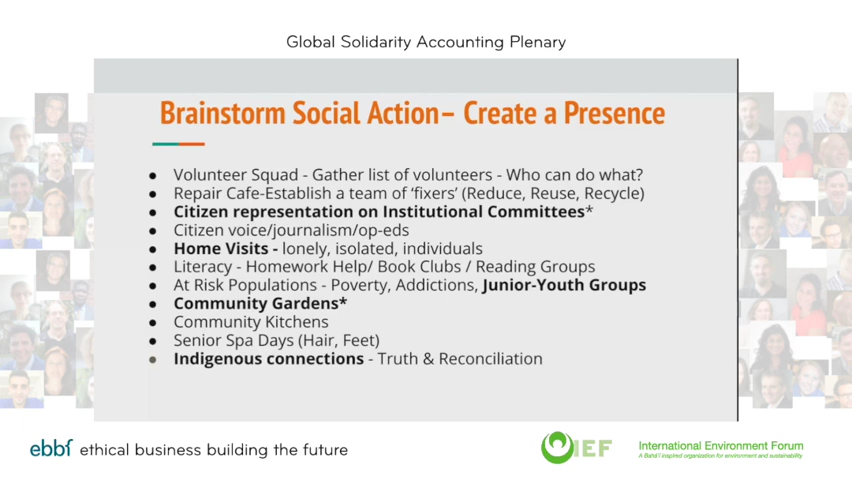 Global Solidarity Accounting Plenary
Brainstorm Social Action– Create a Presence
● Volunteer Squad - Gather list of volunteers - Who can do what?
● Repair Cafe-Establish a team of ‘fixers’ (Reduce, Reuse, Recycle)
● Citizen representation on Institutional Committees*
● Citizen voice/journalism/op-eds
● Home Visits - lonely, isolated, individuals
● Literacy - Homework Help/ Book Clubs / Reading Groups
● At Risk Populations - Poverty, Addictions, Junior-Youth Groups
● Community Gardens*
● Community Kitchens
● Senior Spa Days (Hair, Feet)
● Indigenous connections - Truth & Reconciliation
ebbf ethical business building the future
IEF
International Environment Forum
A Bahá'í inspired organization for environment and sustainability